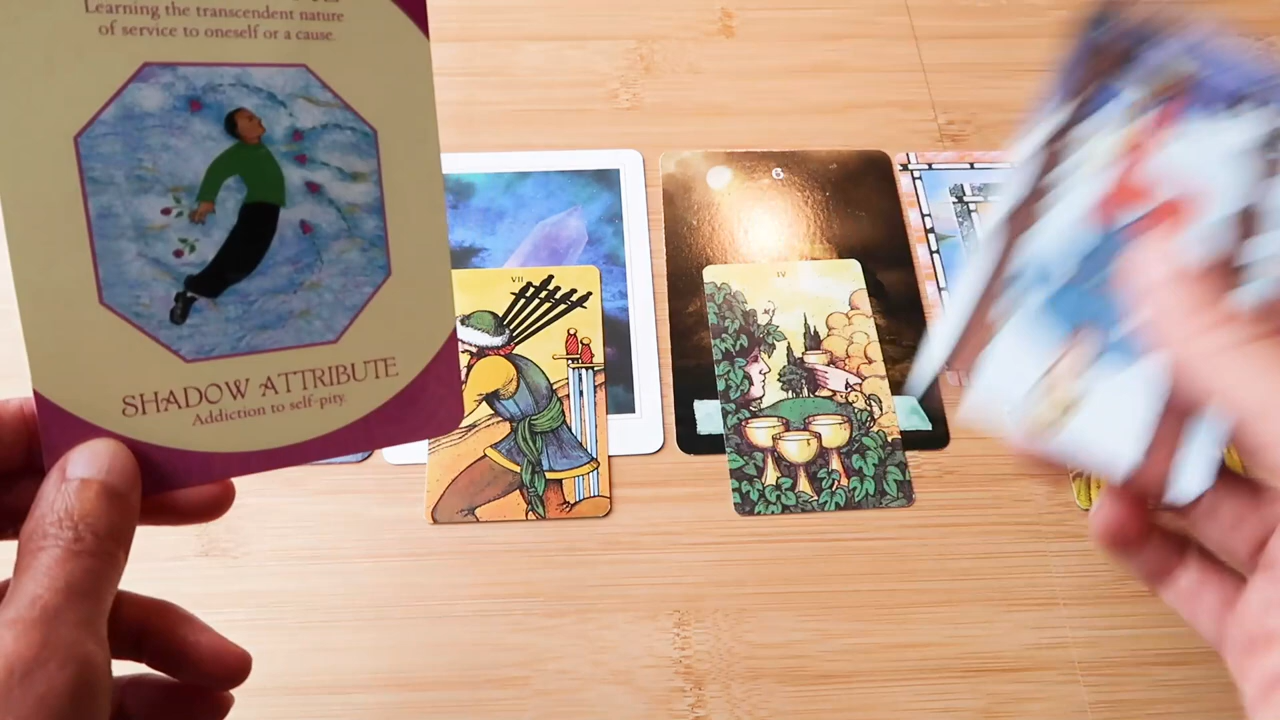 Learning the transcendent nature
of service to oneself or a cause.
SHADOW ATTRIBUTE
Addiction to self-pity.
VII
6
IV